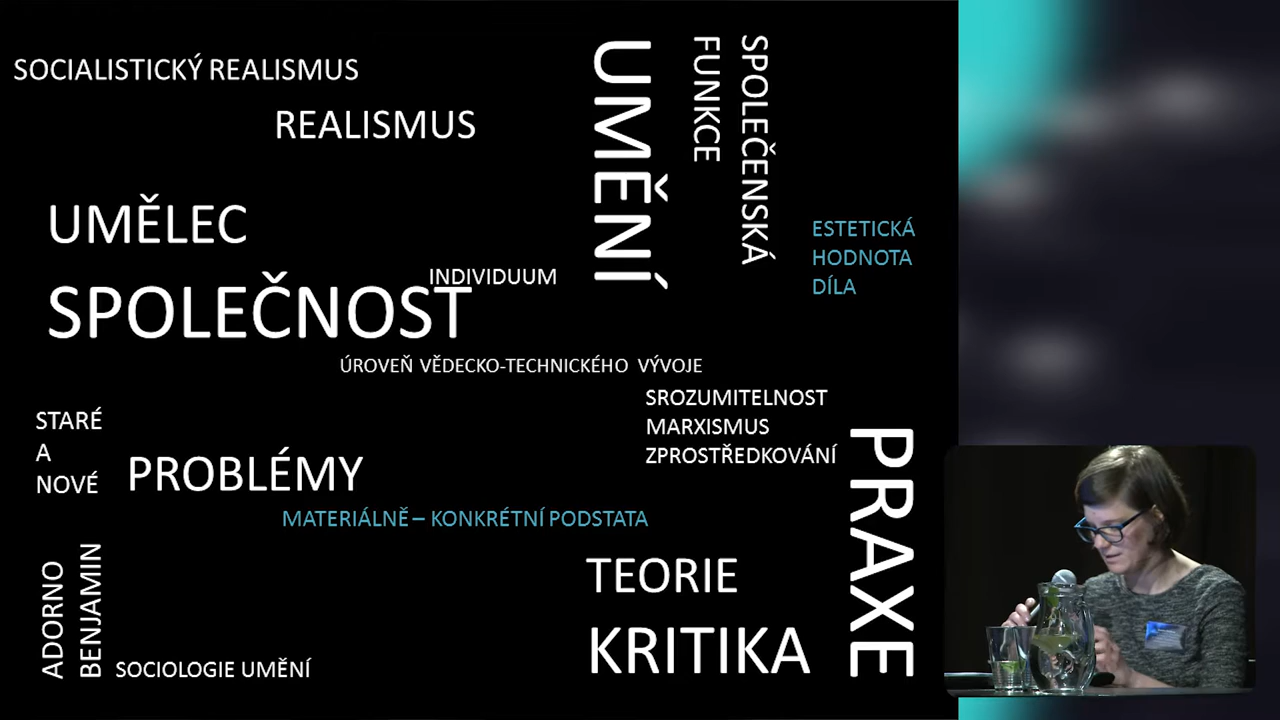 SOCIALISTICKÝ REALISMUS
REALISMUS
UMĚNÍ
SPOLEČENSKÁ
FUNKCE
UMĚLEC
ESTETICKÁ
HODNOTA
DÍLA
INDIVIDUUM
SPOLEČNOST
ÚROVEŇ VĚDECKO-TECHNICKÉHO VÝVOJE
SROZUMITELNOST
MARXISMUS
ZPROSTŘEDKOVÁNÍ
STARÉ
A
NOVÉ
PROBLÉMY
PRAXE
MATERIÁLNĚ – KONKRÉTNÍ PODSTATA
ADORNO
BENJAMIN
TEORIE
KRITIKA
SOCIOLOGIE UMĚNÍ